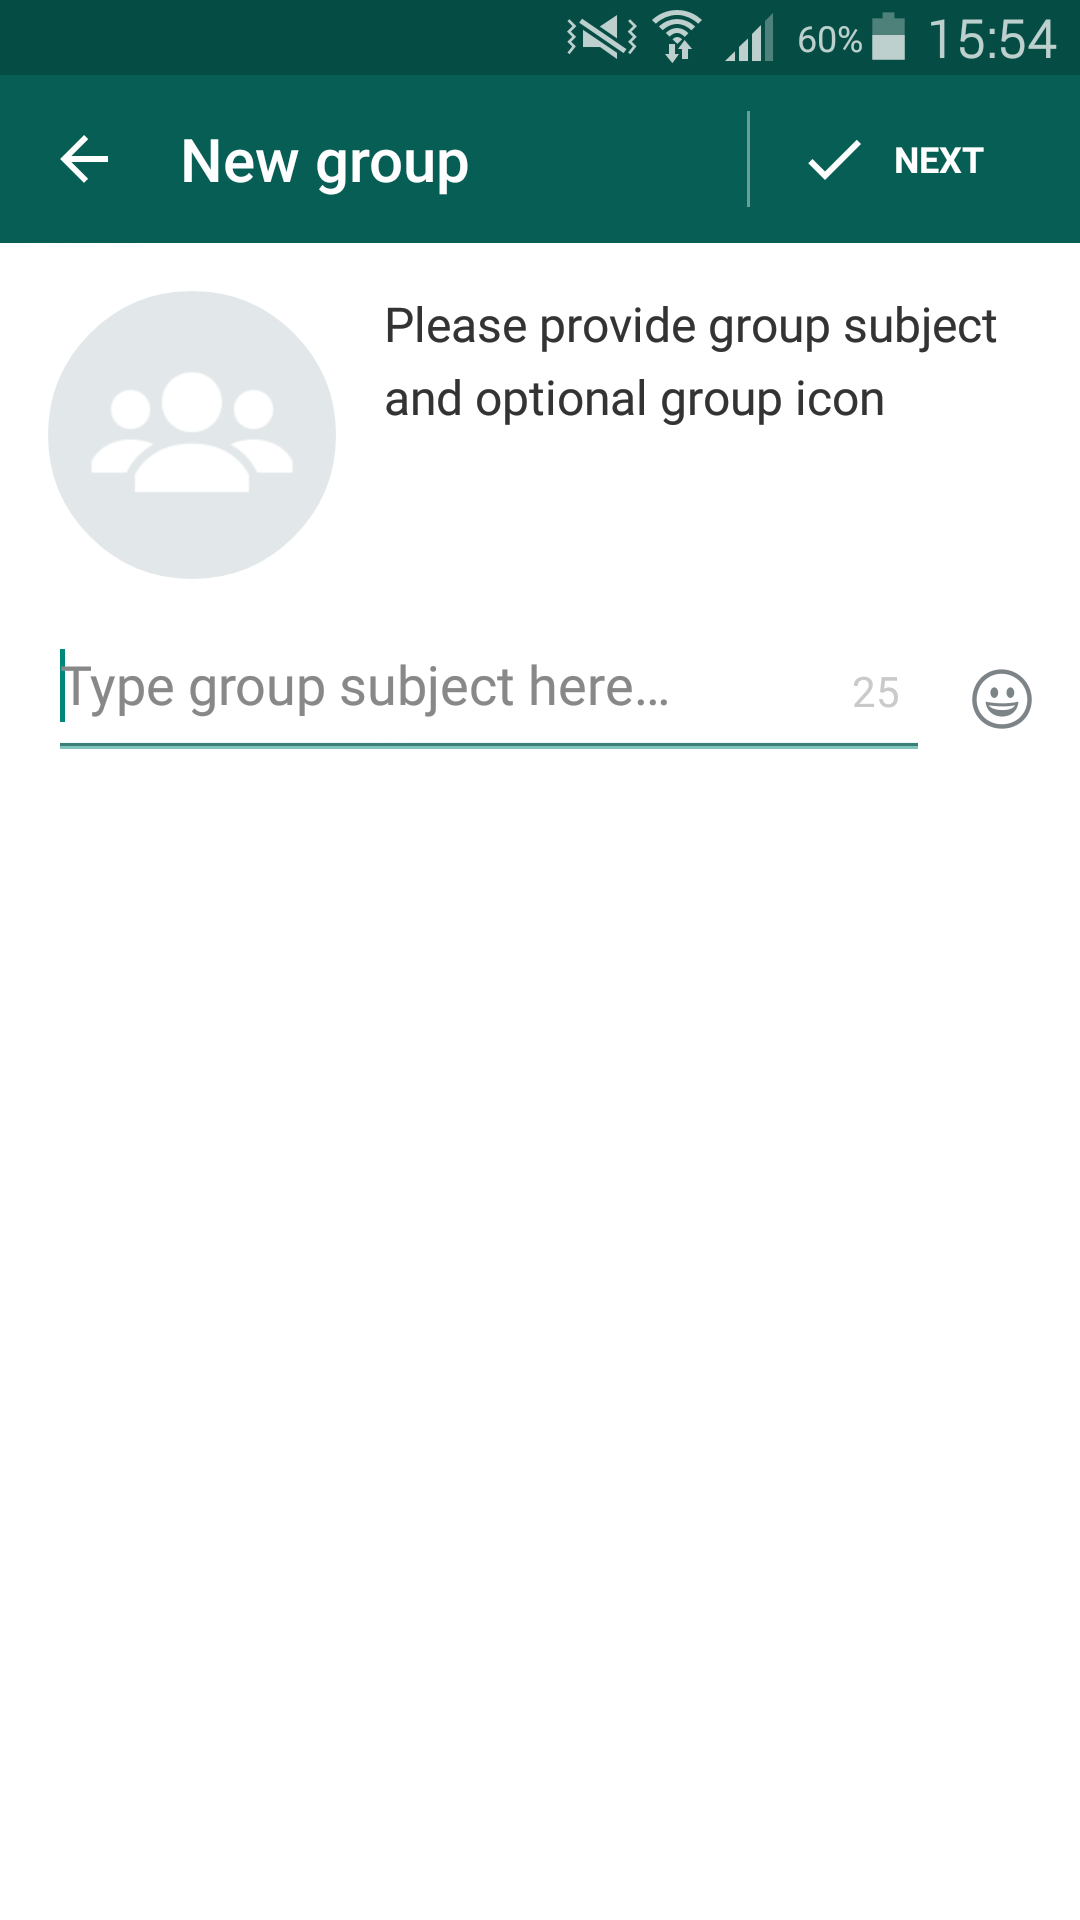 60% 15:54
New group
NEXT
Please provide group subject
and optional group icon
Type group subject here...
25